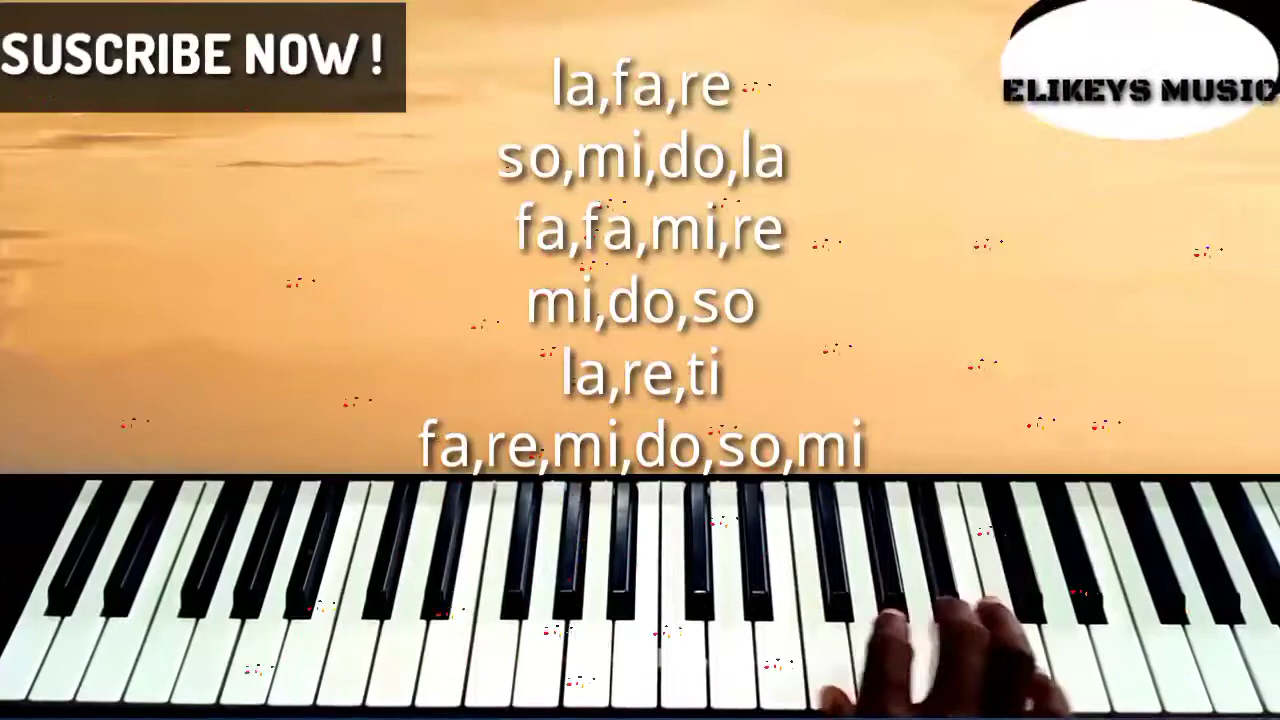 SUSCRIBE NOW !
ELIKEYS MUSIC
la,fa,re
so,mi,do,la
fa,fa,mi,re
mi,do,so
la,re,ti
fa,re,mi,do,so,mi